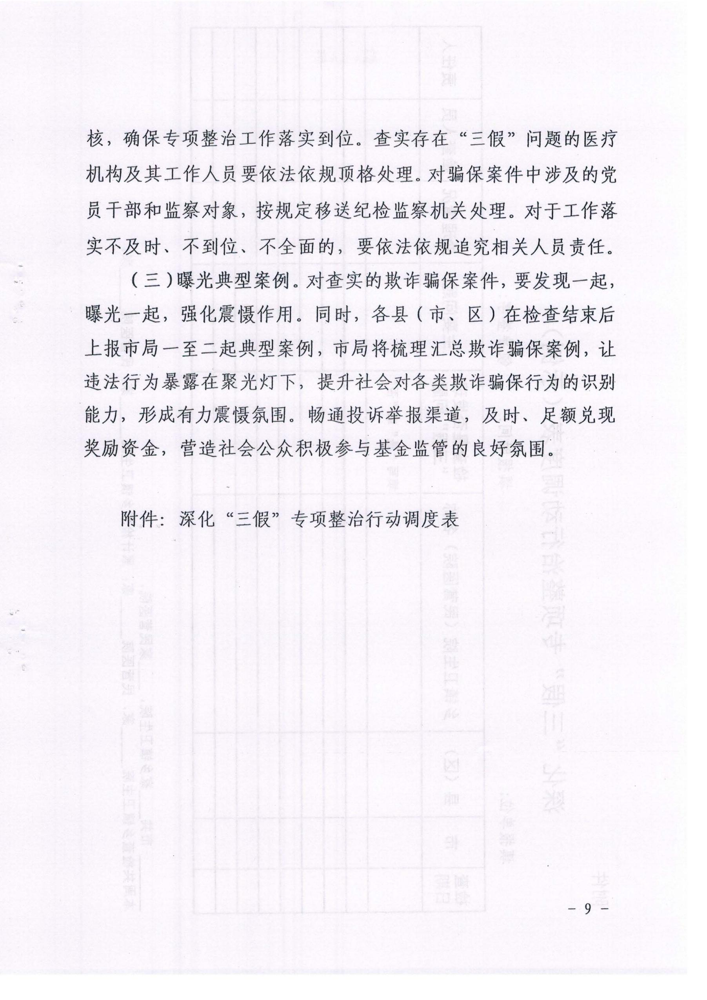 核，确保专项整治工作落实到位。查实存在“三假”问题的医疗
机构及其工作人员要依法依规顶格处理。对骗保案件中涉及的党
员干部和监察对象，按规定移送纪检监察机关处理。对于工作落
实不及时、不到位、不全面的，要依法依规追究相关人员责任。
（三）曝光典型案例。对查实的欺诈骗保案件，要发现一起，
曝光一起，强化震慑作用。同时，各县（市、区）在检查结束后
上报市局一至二起典型案例，市局将梳理汇总欺诈骗保案例，让
违法行为暴露在聚光灯下，提升社会对各类欺诈骗保行为的识别
能力，形成有力震慑氛围。畅通投诉举报渠道，及时、足额兑现
奖励资金，营造社会公众积极参与基金监管的良好氛围。
附件：深化“三假”专项整治行动调度表
- 9 -